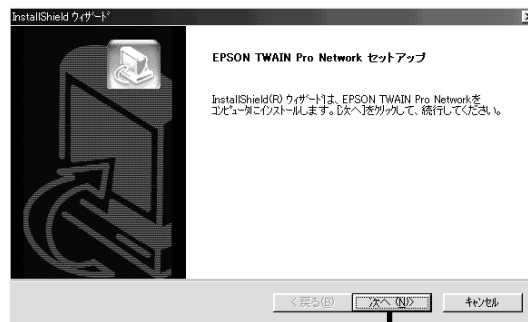 InstallShield ウィザード
EPSON TWAIN Pro Network セットアップ
InstallShield(R) ウィザードは、EPSON TWAIN Pro Networkを
コンピュータにインストールします。[次へ]をクリックして、続行してください。
< 戻る(B)
次へ (N)>
キャンセル